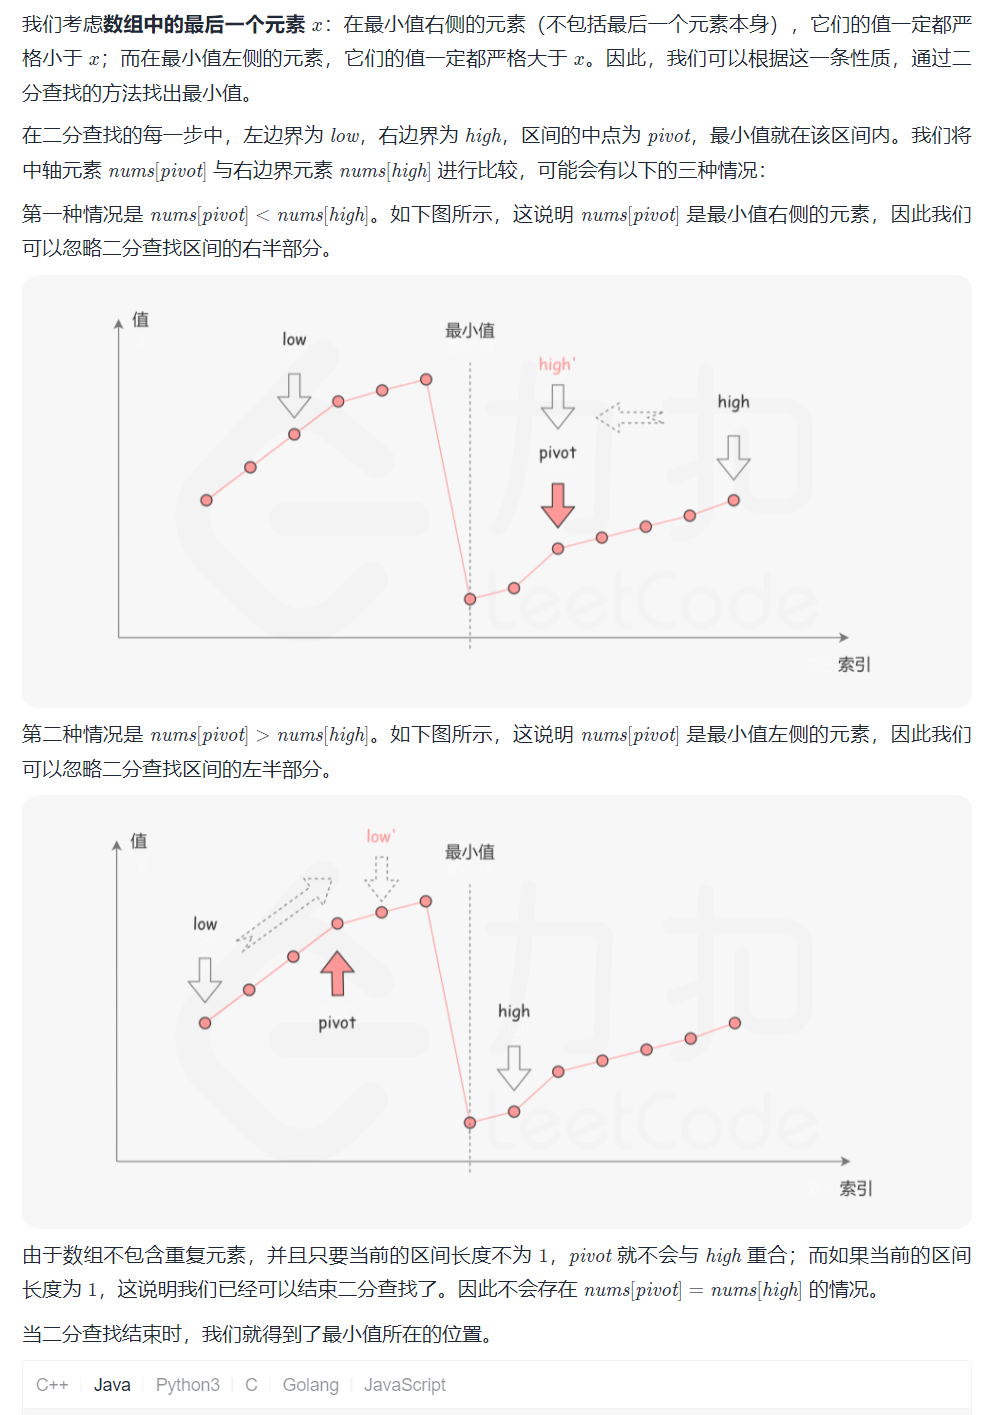 我们考虑数组中的最后一个元素 x：在最小值右侧的元素（不包括最后一个元素本身），它们的值一定都严
格小于 x；而在最小值左侧的元素，它们的值一定都严格大于 x。因此，我们可以根据这一条性质，通过二
分查找的方法找出最小值。
在二分查找的每一步中，左边界为 low，右边界为 high，区间的中点为 pivot，最小值就在该区间内。我们将
中轴元素 nums[pivot] 与右边界元素 nums[high] 进行比较，可能会有以下的三种情况：
第一种情况是 nums[pivot] < nums[high]。如下图所示，这说明 nums[pivot] 是最小值右侧的元素，因此我们
可以忽略二分查找区间的右半部分。
值
最小值
low
high'
high
pivot
力扣
LeetCode
索引
第二种情况是 nums[pivot] > nums[high]。如下图所示，这说明 nums[pivot] 是最小值左侧的元素，因此我们
可以忽略二分查找区间的左半部分。
low'
值
最小值
low
high
pivot
力扣
LeetCode
索引
由于数组不包含重复元素，并且只要当前的区间长度不为 1，pivot 就不会与 high 重合；而如果当前的区间
长度为 1，这说明我们已经可以结束二分查找了。因此不会存在 nums[pivot] = nums[high] 的情况。
当二分查找结束时，我们就得到了最小值所在的位置。
C++ Java Python3 C Golang JavaScript